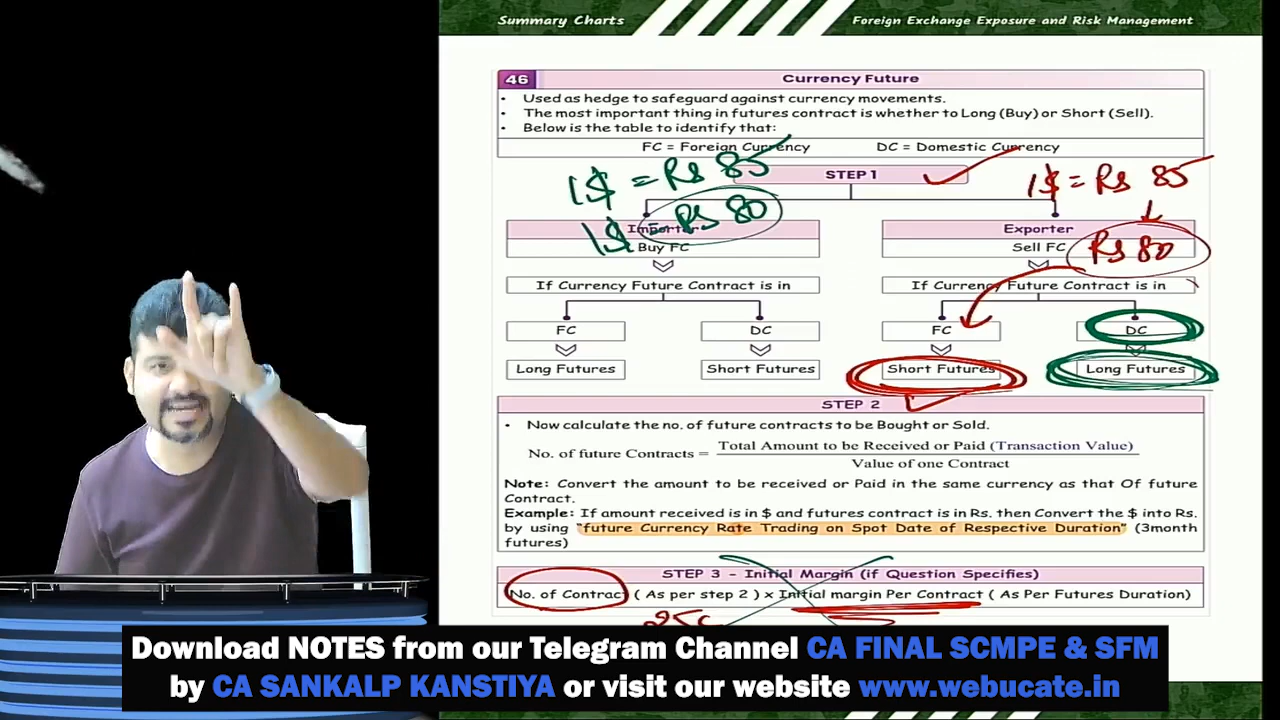 Summary Charts
Foreign Exchange Exposure and Risk Management
46
Currency Future
• Used as hedge to safeguard against currency movements.
• The most important thing in futures contract is whether to Long (Buy) or Short (Sell).
• Below is the table to identify that:
FC = Foreign Currency DC = Domestic Currency
STEP 1
1$ = Rs 85
1$ = Rs 80
1$ = Rs 85
Rs 80
Importer
Buy FC
Exporter
Sell FC
If Currency Future Contract is in
If Currency Future Contract is in
FC
DC
FC
DC
Long Futures
Short Futures
Short Futures
Long Futures
STEP 2
• Now calculate the no. of future contracts to be Bought or Sold.
No. of future Contracts = Total Amount to be Received or Paid (Transaction Value)
Value of one Contract
Note: Convert the amount to be received or Paid in the same currency as that Of future
Contract.
Example: If amount received is in $ and futures contract is in Rs. then Convert the $ into Rs.
by using "future Currency Rate Trading on Spot Date of Respective Duration" (3month
futures)
STEP 3 - Initial Margin (if Question Specifies)
No. of Contract ( As per step 2 ) x Initial margin Per Contract ( As Per Futures Duration)
Download NOTES from our Telegram Channel CA FINAL SCMPE & SFM
by CA SANKALP KANSTIYA or visit our website www.webucate.in